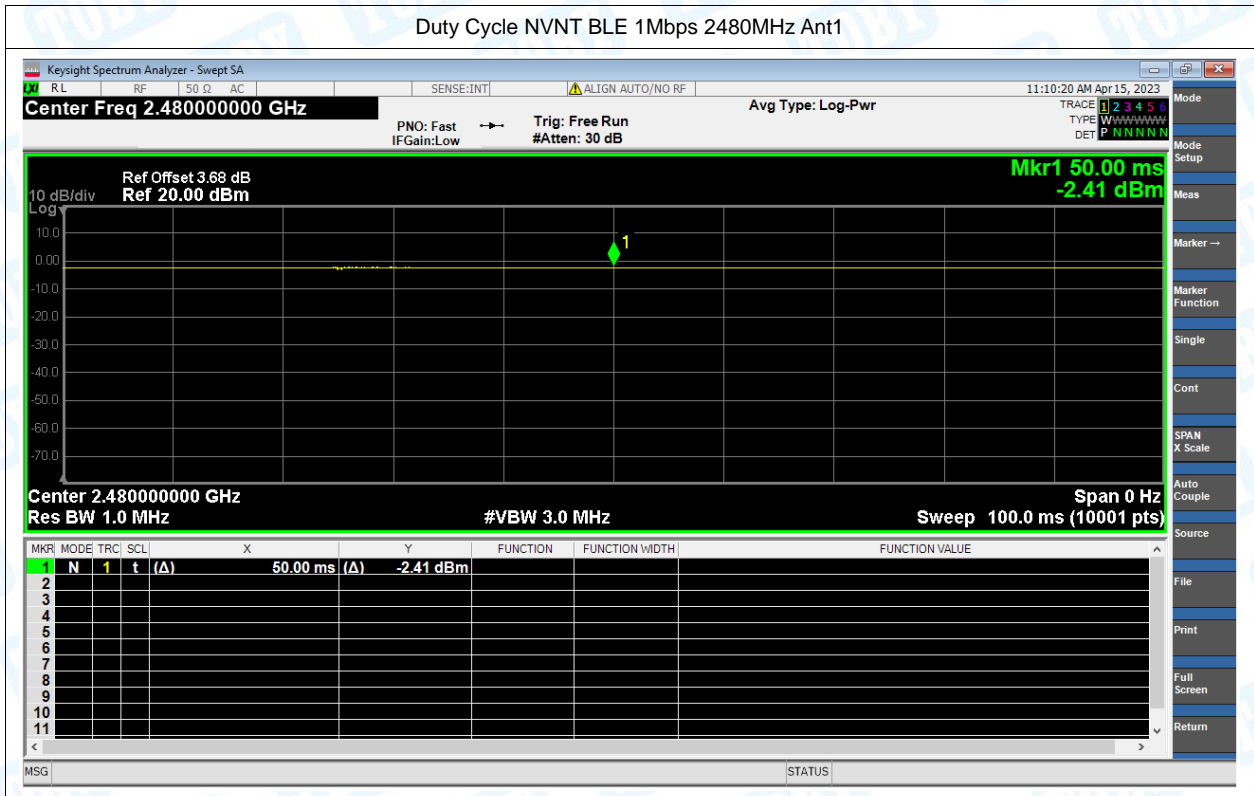 Duty Cycle NVNT BLE 1Mbps 2480MHz Ant1
Keysight Spectrum Analyzer - Swept SA
LXI RL RF 50 Ω AC SENSE:INT ALIGN AUTO/NO RF 11:10:20 AM Apr 15, 2023
Center Freq 2.480000000 GHz
PNO: Fast
IFGain:Low
Trig: Free Run
#Atten: 30 dB
Avg Type: Log-Pwr
TRACE 1 2 3 4 5 6
TYPE WWWWWW
DET P N N N N N
Mkr1 50.00 ms
-2.41 dBm
Ref Offset 3.68 dB
10 dB/div Ref 20.00 dBm
Log
10.0
0.00
-10.0
-20.0
-30.0
-40.0
-50.0
-60.0
-70.0
1
Center 2.480000000 GHz Span 0 Hz
Res BW 1.0 MHz #VBW 3.0 MHz Sweep 100.0 ms (10001 pts)
MKR MODE TRC SCL X Y FUNCTION FUNCTION WIDTH FUNCTION VALUE
1 N 1 t (Δ) 50.00 ms (Δ) -2.41 dBm
2
3
4
5
6
7
8
9
10
11
MSG STATUS
Mode
Mode Setup
Meas
Marker→
Marker Function
Single
Cont
SPAN X Scale
Auto Couple
Source
File
Print
Full Screen
Return
TOBY